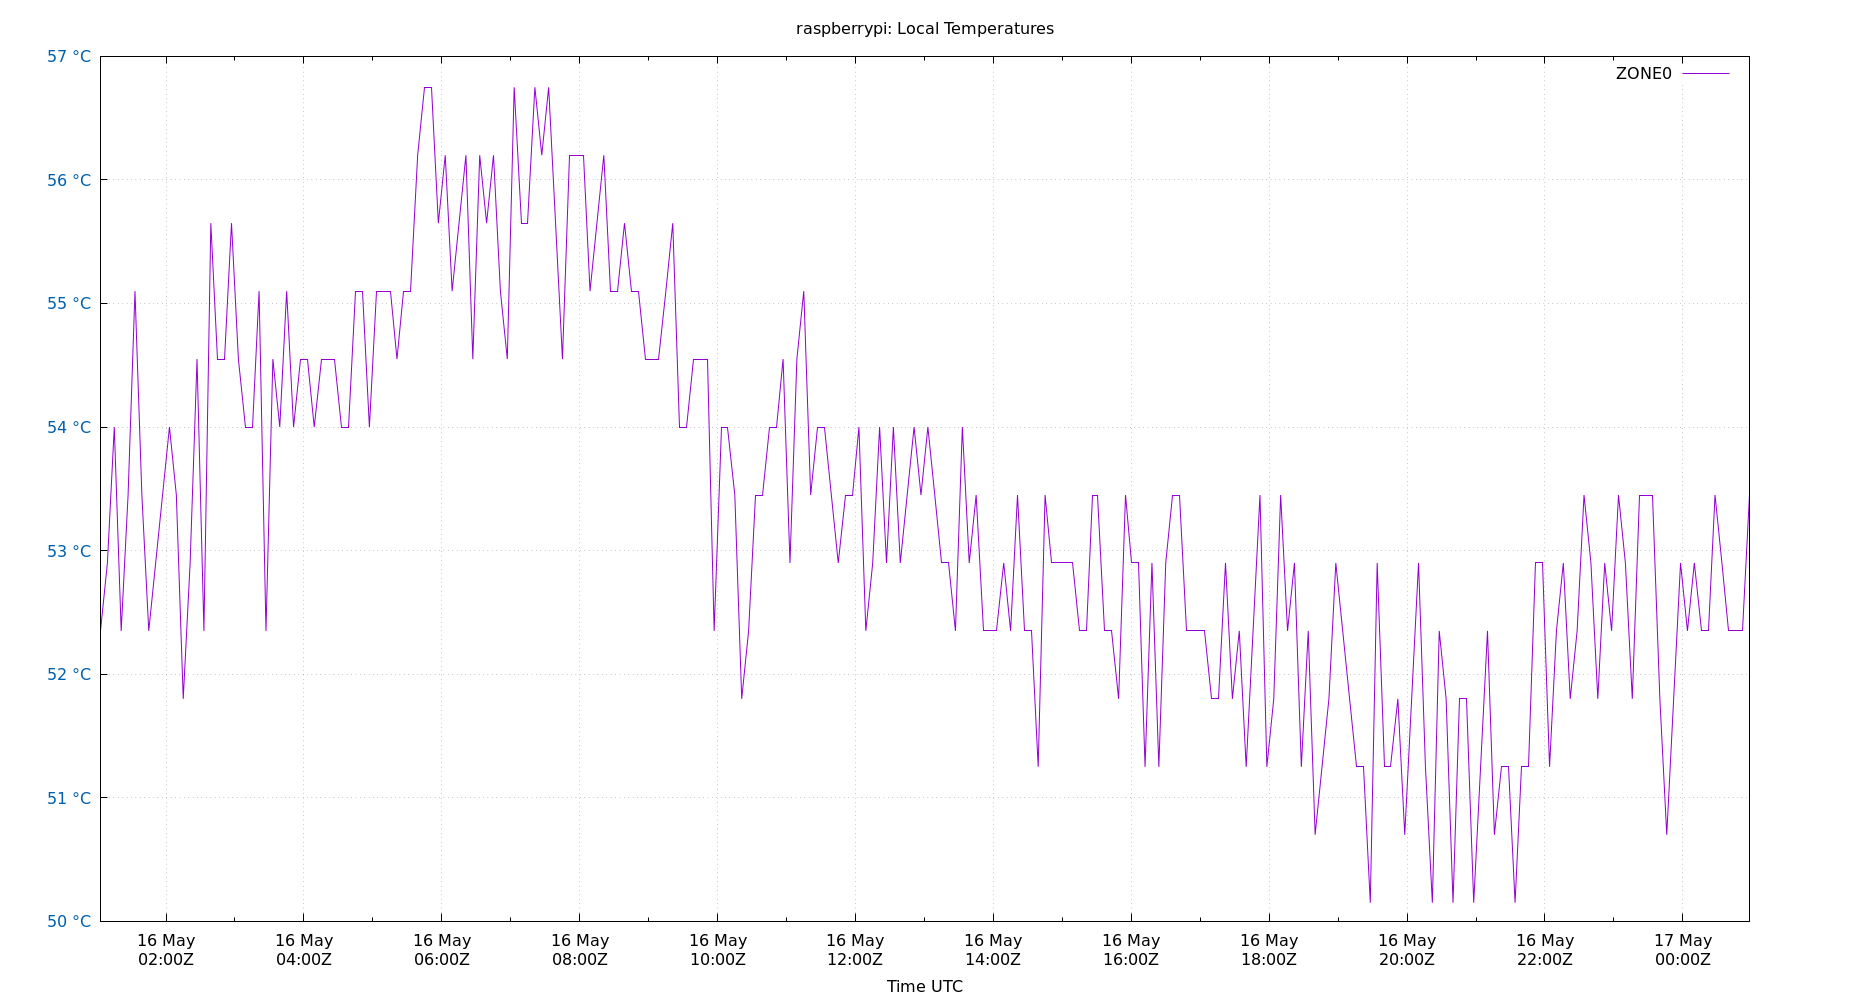 raspberrypi: Local Temperatures
57 °C
ZONE0
56 °C
55 °C
54 °C
53 °C
52 °C
51 °C
50 °C
16 May 16 May 16 May 16 May 16 May 16 May 16 May 16 May 16 May 16 May 16 May 17 May
02:00Z 04:00Z 06:00Z 08:00Z 10:00Z 12:00Z 14:00Z 16:00Z 18:00Z 20:00Z 22:00Z 00:00Z
Time UTC